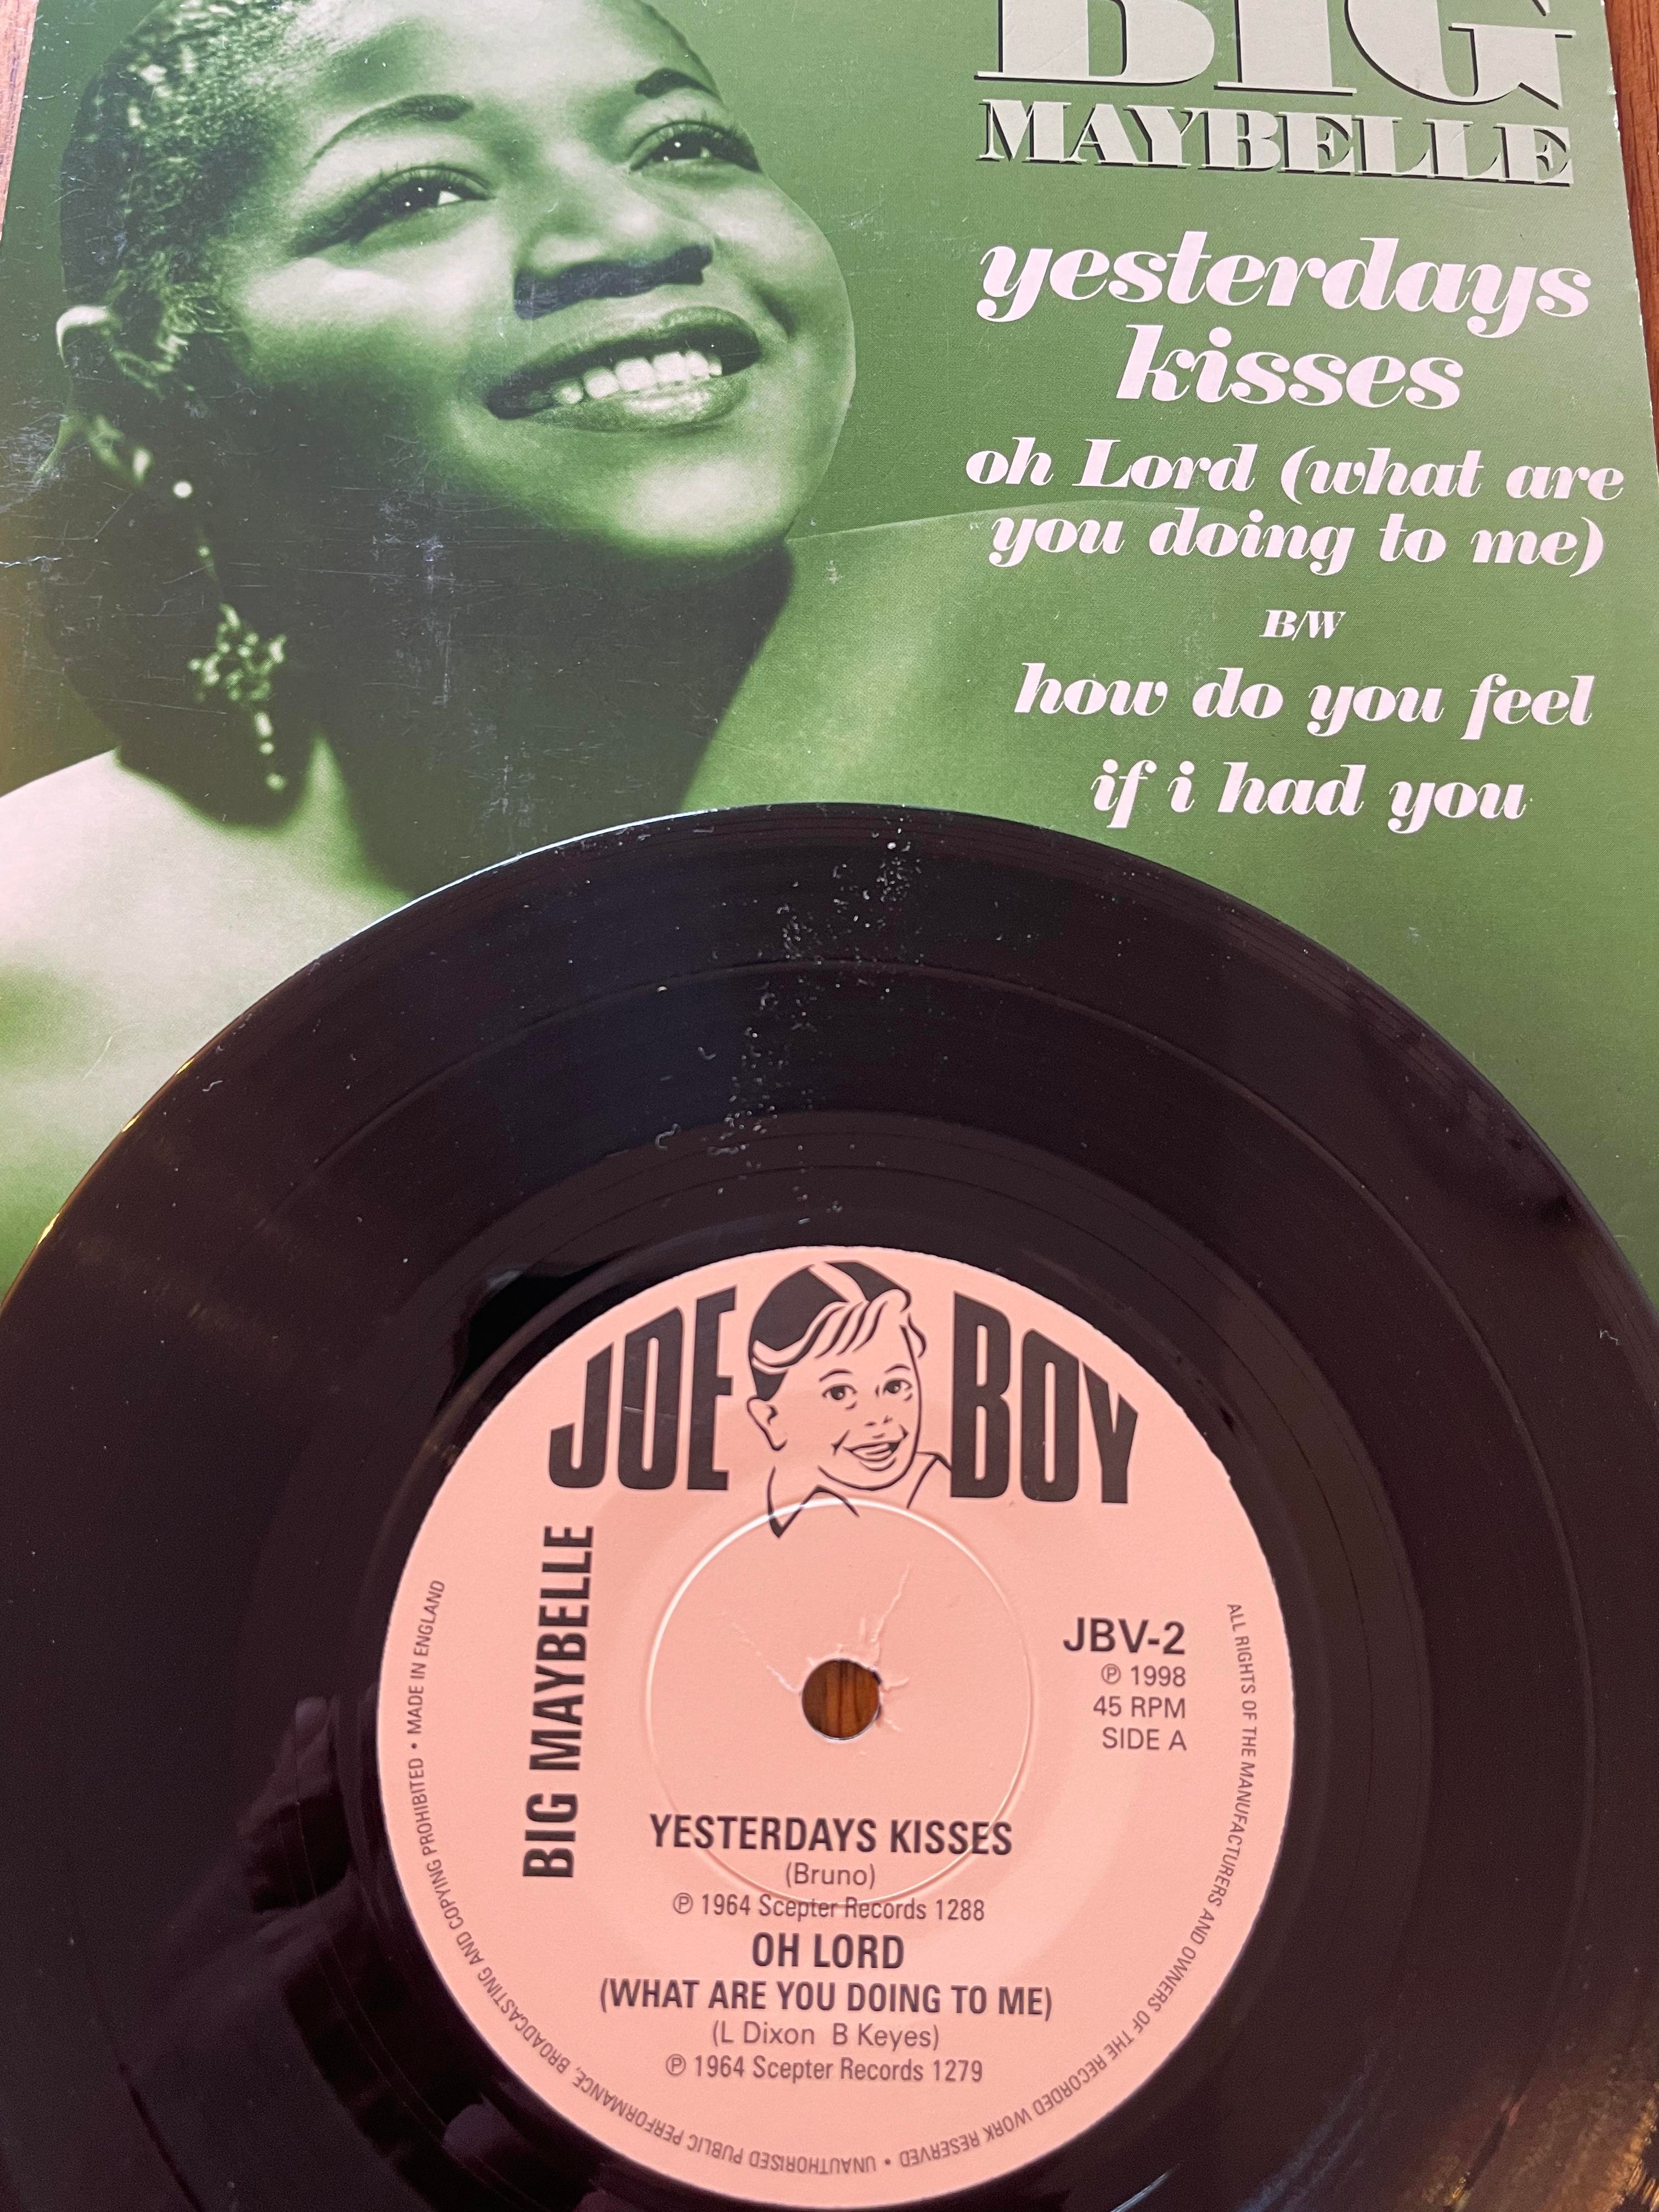 BIG
MAYBELLE
yesterdays
kisses
oh Lord (what are
you doing to me)
B/W
how do you feel
if i had you
JOE BOY
BIG MAYBELLE
JBV-2
℗ 1998
45 RPM
SIDE A
YESTERDAYS KISSES
(Bruno)
℗ 1964 Scepter Records 1288
OH LORD
(WHAT ARE YOU DOING TO ME)
(L Dixon B Keyes)
℗ 1964 Scepter Records 1279
ALL RIGHTS OF THE MANUFACTURERS AND OWNERS OF THE RECORDED WORK RESERVED • UNAUTHORISED PUBLIC PERFORMANCE, BROADCASTING AND COPYING PROHIBITED • MADE IN ENGLAND